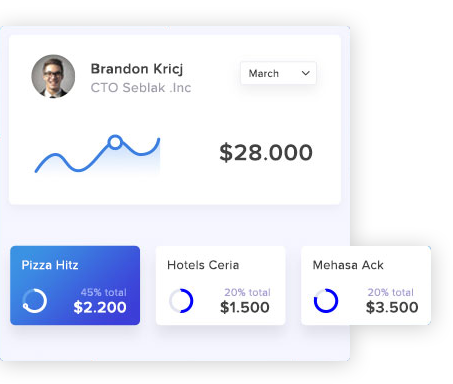 Brandon Kricj
CTO Seblak .Inc
March
$28.000
Pizza Hitz
45% total
$2.200
Hotels Ceria
20% total
$1.500
Mehasa Ack
20% total
$3.500